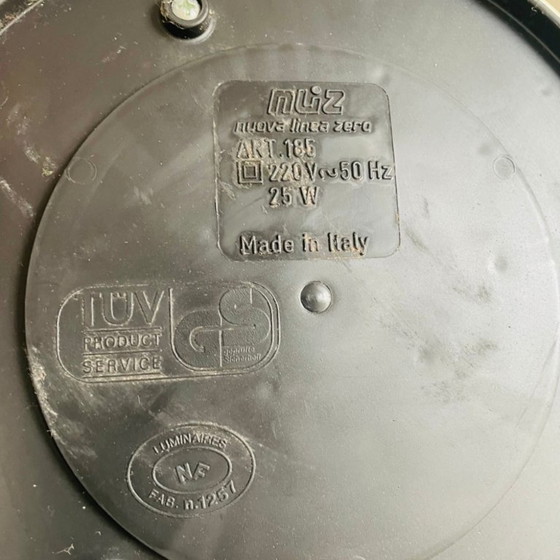 nliz
nuova linea zero
ART.185
220V~50 Hz
25 W
Made in Italy
TÜV
PRODUCT
SERVICE
GS
geprüfte
Sicherheit
LUMINAIRES
NF
FAB. n.1257